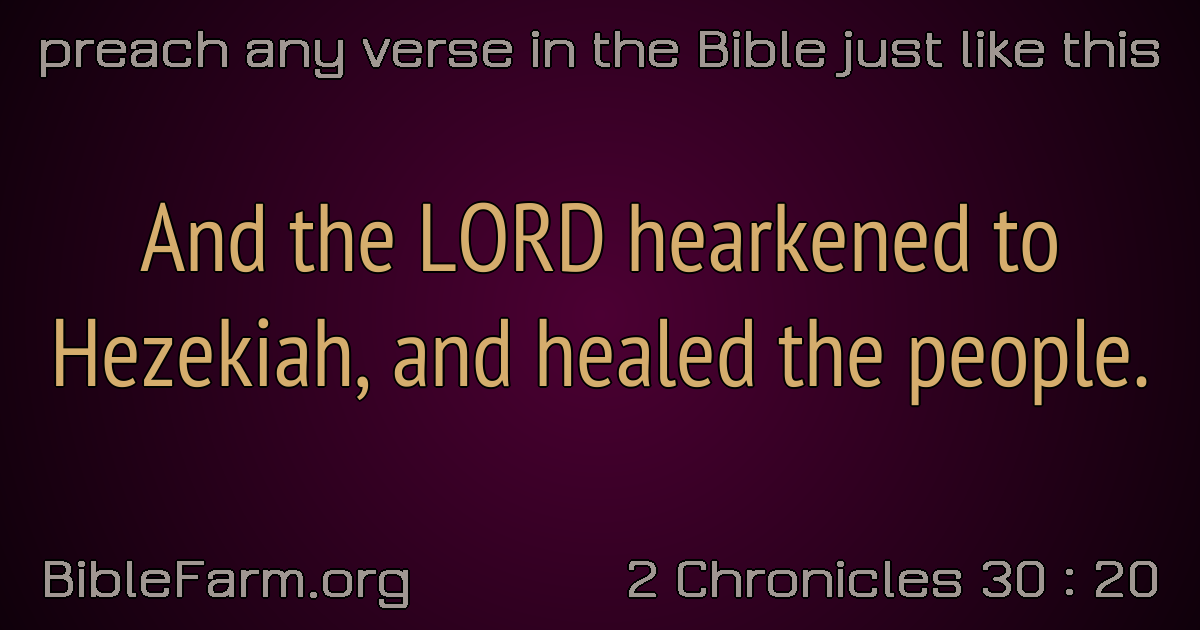 preach any verse in the Bible just like this
And the LORD hearkened to
Hezekiah, and healed the people.
BibleFarm.org
2 Chronicles 30 : 20